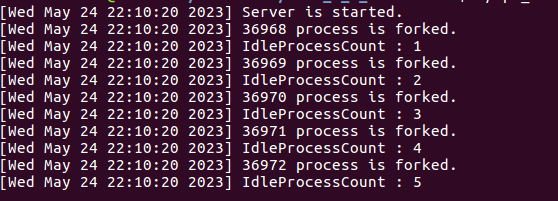 [Wed May 24 22:10:20 2023] Server is started.
[Wed May 24 22:10:20 2023] 36968 process is forked.
[Wed May 24 22:10:20 2023] IdleProcessCount : 1
[Wed May 24 22:10:20 2023] 36969 process is forked.
[Wed May 24 22:10:20 2023] IdleProcessCount : 2
[Wed May 24 22:10:20 2023] 36970 process is forked.
[Wed May 24 22:10:20 2023] IdleProcessCount : 3
[Wed May 24 22:10:20 2023] 36971 process is forked.
[Wed May 24 22:10:20 2023] IdleProcessCount : 4
[Wed May 24 22:10:20 2023] 36972 process is forked.
[Wed May 24 22:10:20 2023] IdleProcessCount : 5